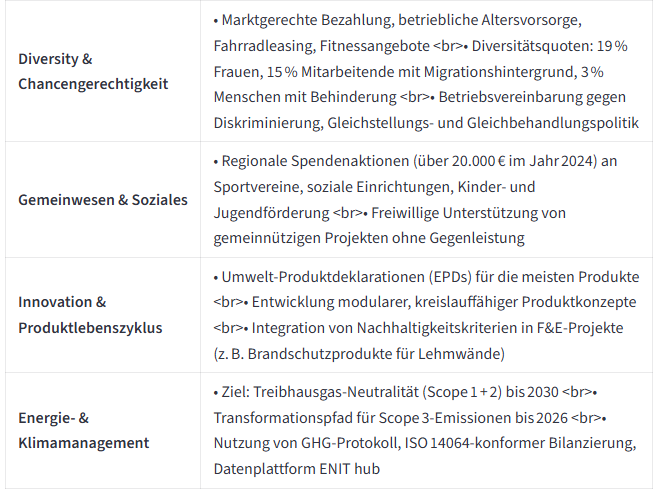 Diversity &
Chancengerechtigkeit
• Marktgerechte Bezahlung, betriebliche Altersvorsorge,
Fahrradleasing, Fitnessangebote <br>• Diversitätsquoten: 19 %
Frauen, 15 % Mitarbeitende mit Migrationshintergrund, 3 %
Menschen mit Behinderung <br>• Betriebsvereinbarung gegen
Diskriminierung, Gleichstellungs- und Gleichbehandlungspolitik
Gemeinwesen & Soziales
• Regionale Spendenaktionen (über 20.000 € im Jahr 2024) an
Sportvereine, soziale Einrichtungen, Kinder- und
Jugendförderung <br>• Freiwillige Unterstützung von
gemeinnützigen Projekten ohne Gegenleistung
Innovation &
Produktlebenszyklus
• Umwelt-Produktdeklarationen (EPDs) für die meisten Produkte
<br>• Entwicklung modularer, kreislauffähiger Produktkonzepte
<br>• Integration von Nachhaltigkeitskriterien in F&E-Projekte
(z. B. Brandschutzprodukte für Lehmwände)
Energie- &
Klimamanagement
• Ziel: Treibhausgas-Neutralität (Scope 1 + 2) bis 2030 <br>•
Transformationspfad für Scope 3-Emissionen bis 2026 <br>•
Nutzung von GHG-Protokoll, ISO 14064-konformer Bilanzierung,
Datenplattform ENIT hub